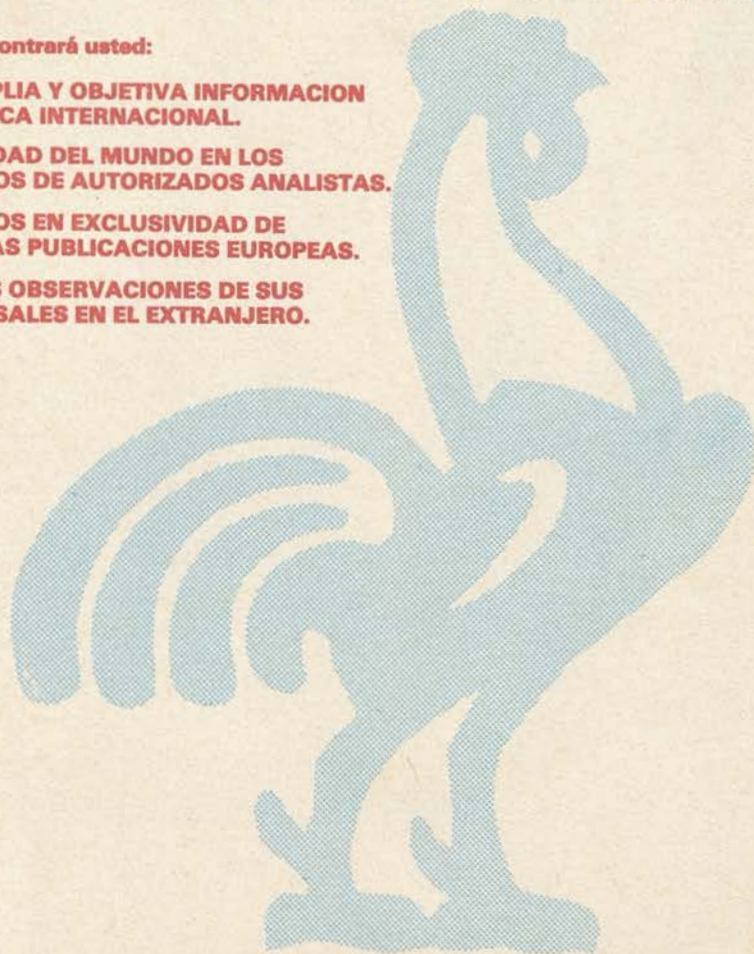 ontrará usted:
PLIA Y OBJETIVA INFORMACION
CA INTERNACIONAL.
DAD DEL MUNDO EN LOS
OS DE AUTORIZADOS ANALISTAS.
OS EN EXCLUSIVIDAD DE
AS PUBLICACIONES EUROPEAS.
S OBSERVACIONES DE SUS
SALES EN EL EXTRANJERO.